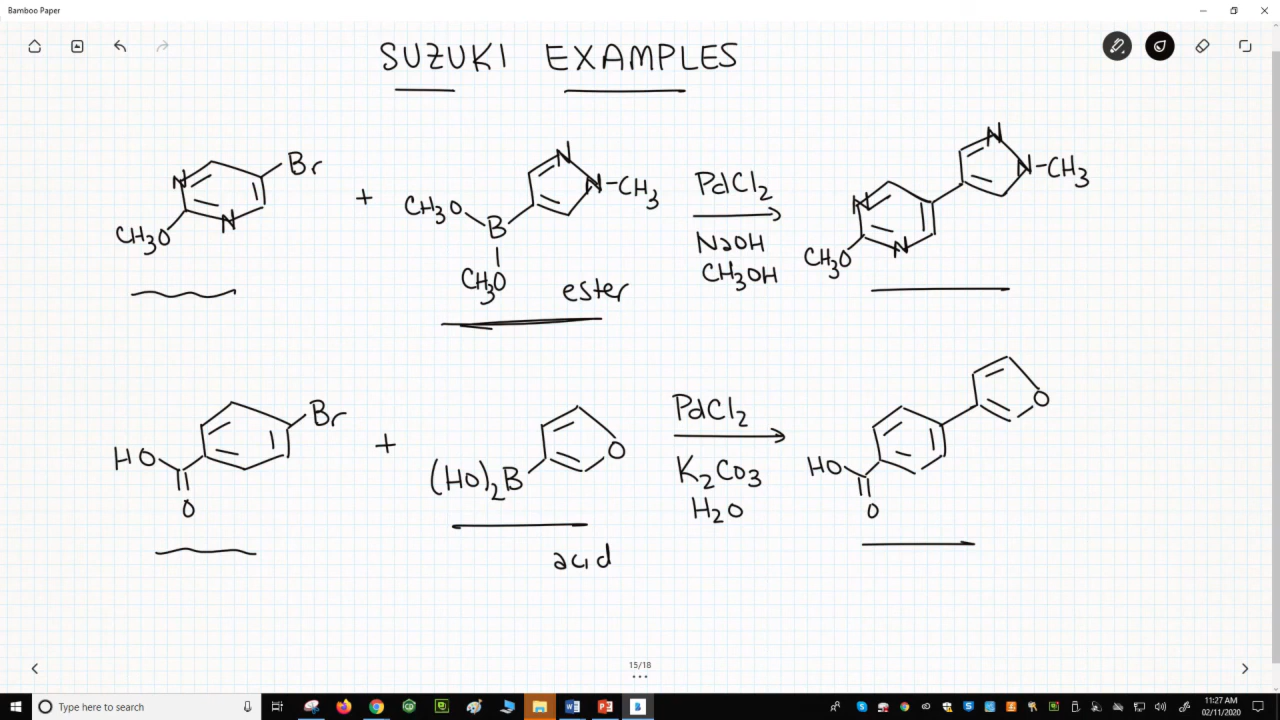 Bamboo Paper
SUZUKI EXAMPLES
N N CH3O Br
+
CH3O B CH3O N N-CH3
ester
PdCl2
NaOH
CH3OH
N N CH3O N N-CH3
HO O Br
+
(HO)2B O
acid
PdCl2
K2CO3
H2O
HO O O
15/18
Type here to search
11:27 AM
02/11/2020